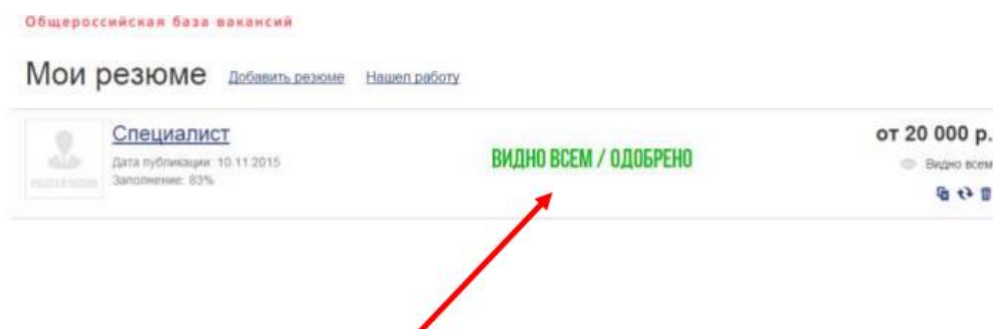 Общероссийская база вакансий
Мои резюме Добавить резюме Нашел работу
Специалист
Дата публикации: 10.11.2015
Заполнение: 83%
ВИДНО ВСЕМ / ОДОБРЕНО
от 20 000 р.
Видно всем